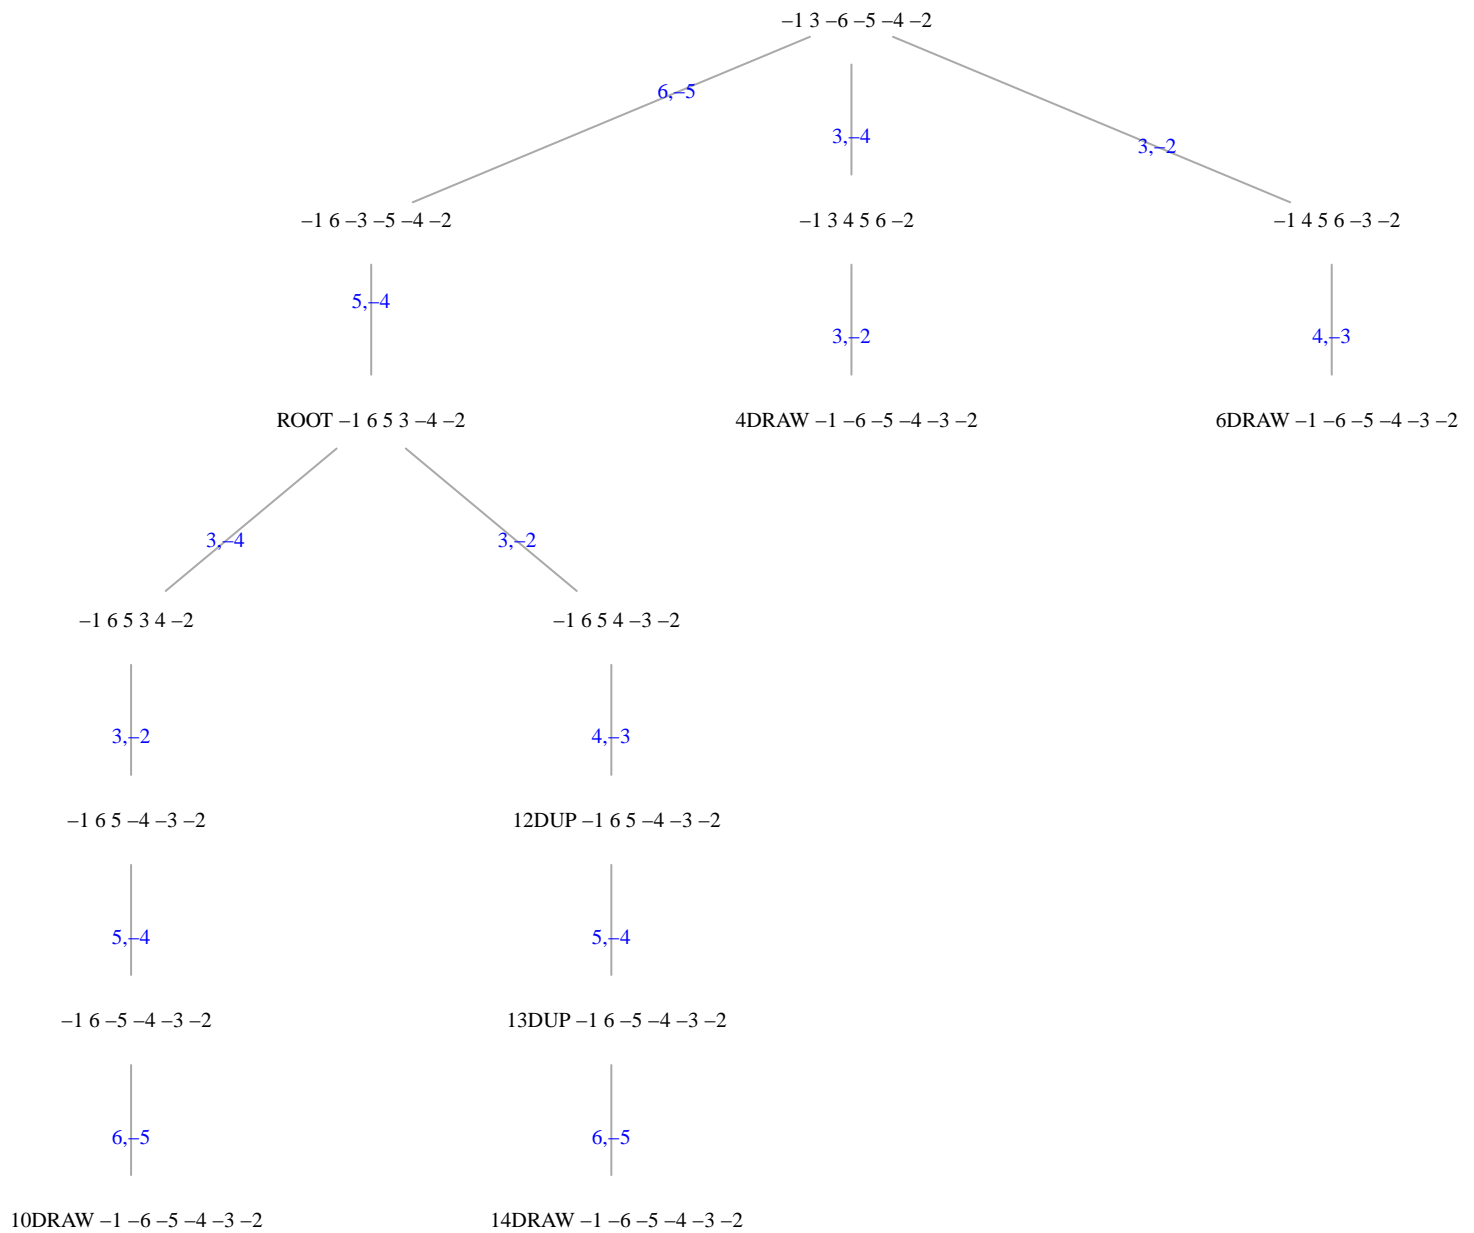 –1 3 –6 –5 –4 –2
6,–5
3,–4
3,–2
–1 6 –3 –5 –4 –2
–1 3 4 5 6 –2
–1 4 5 6 –3 –2
5,–4
3,–2
4,–3
ROOT –1 6 5 3 –4 –2
4DRAW –1 –6 –5 –4 –3 –2
6DRAW –1 –6 –5 –4 –3 –2
3,–4
3,–2
–1 6 5 3 4 –2
–1 6 5 4 –3 –2
3,–2
4,–3
–1 6 5 –4 –3 –2
12DUP –1 6 5 –4 –3 –2
5,–4
5,–4
–1 6 –5 –4 –3 –2
13DUP –1 6 –5 –4 –3 –2
6,–5
6,–5
10DRAW –1 –6 –5 –4 –3 –2
14DRAW –1 –6 –5 –4 –3 –2